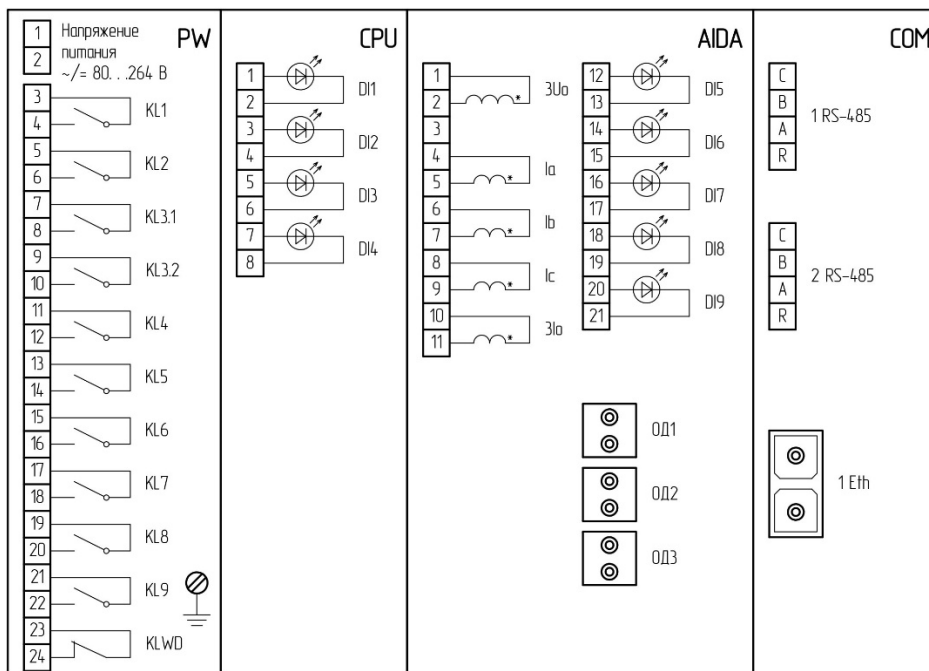 PW
1
2
Напряжение
питания
~/= 80. . .264 В
3
4
KL1
5
6
KL2
7
8
KL3.1
9
10
KL3.2
11
12
KL4
13
14
KL5
15
16
KL6
17
18
KL7
19
20
KL8
21
22
KL9
23
24
KLWD
CPU
1
2
DI1
3
4
DI2
5
6
DI3
7
8
DI4
AIDA
1
2
3Uo
*
3
4
5
Ia
*
6
7
Ib
*
8
9
Ic
*
10
11
3Io
*
12
13
DI5
14
15
DI6
16
17
DI7
18
19
DI8
20
21
DI9
ОД1
ОД2
ОД3
COM
C
B
A
R
1 RS-485
C
B
A
R
2 RS-485
1 Eth